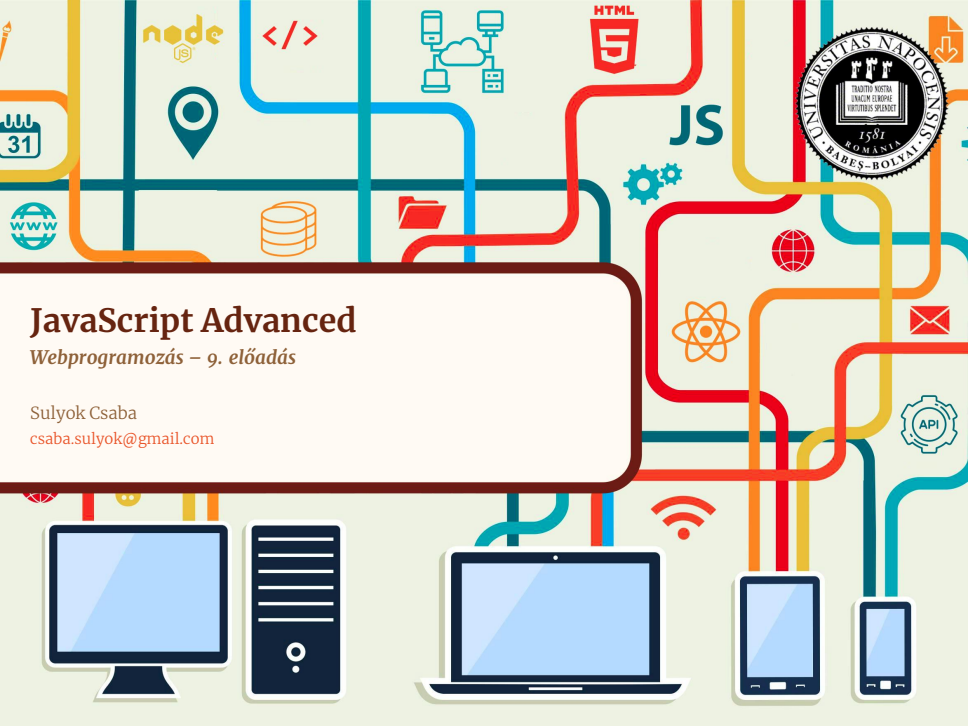 node
JS
</>
HTML
5
31
JS
WWW
UNIVERSITAS NAPOCENSIS
TRADITIO NOSTRA
UNACUM EUROPAE
VIRTUTIBUS SPLENDET
1581
ROMÂNIA
· BABEȘ-BOLYAI ·
JavaScript Advanced
Webprogramozás – 9. előadás
Sulyok Csaba
csaba.sulyok@gmail.com
API